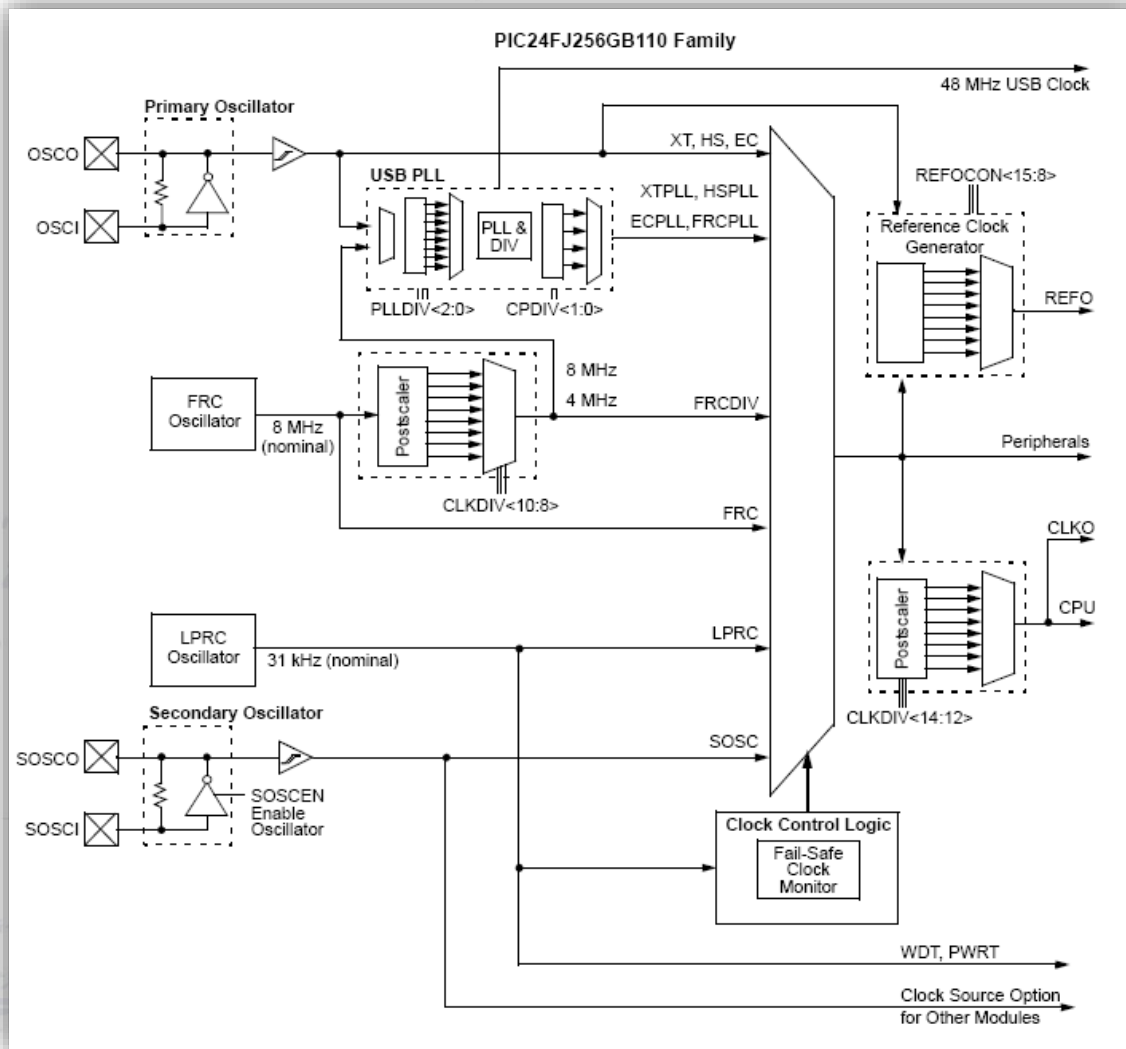 PIC24FJ256GB110 Family
48 MHz USB Clock
Primary Oscillator
OSCO
OSCI
XT, HS, EC
USB PLL
XTPLL, HSPLL
ECPLL,FRCPLL
PLL &
DIV
PLLDIV<2:0>
CPDIV<1:0>
REFOCON<15:8>
Reference Clock
Generator
REFO
FRC
Oscillator
8 MHz
(nominal)
Postscaler
CLKDIV<10:8>
8 MHz
4 MHz
FRCDIV
Peripherals
FRC
CLKO
CPU
Postscaler
CLKDIV<14:12>
LPRC
Oscillator
31 kHz (nominal)
LPRC
Secondary Oscillator
SOSCO
SOSCI
SOSCEN
Enable
Oscillator
SOSC
Clock Control Logic
Fail-Safe
Clock
Monitor
WDT, PWRT
Clock Source Option
for Other Modules